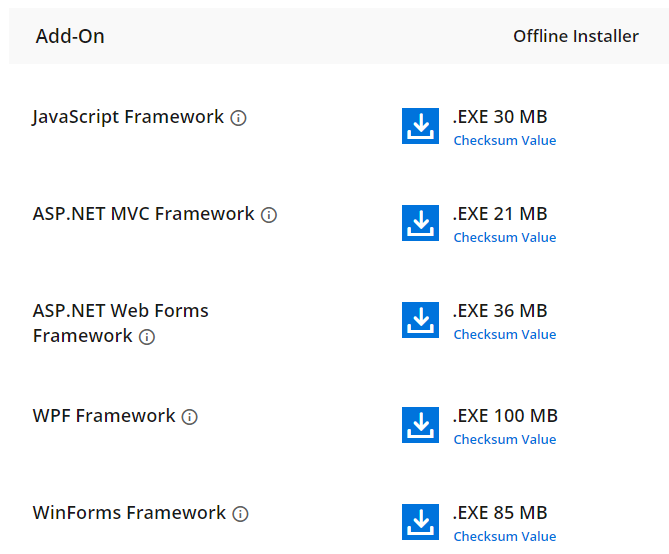 Add-On Offline Installer
JavaScript Framework .EXE 30 MB
Checksum Value
ASP.NET MVC Framework .EXE 21 MB
Checksum Value
ASP.NET Web Forms .EXE 36 MB
Framework Checksum Value
WPF Framework .EXE 100 MB
Checksum Value
WinForms Framework .EXE 85 MB
Checksum Value